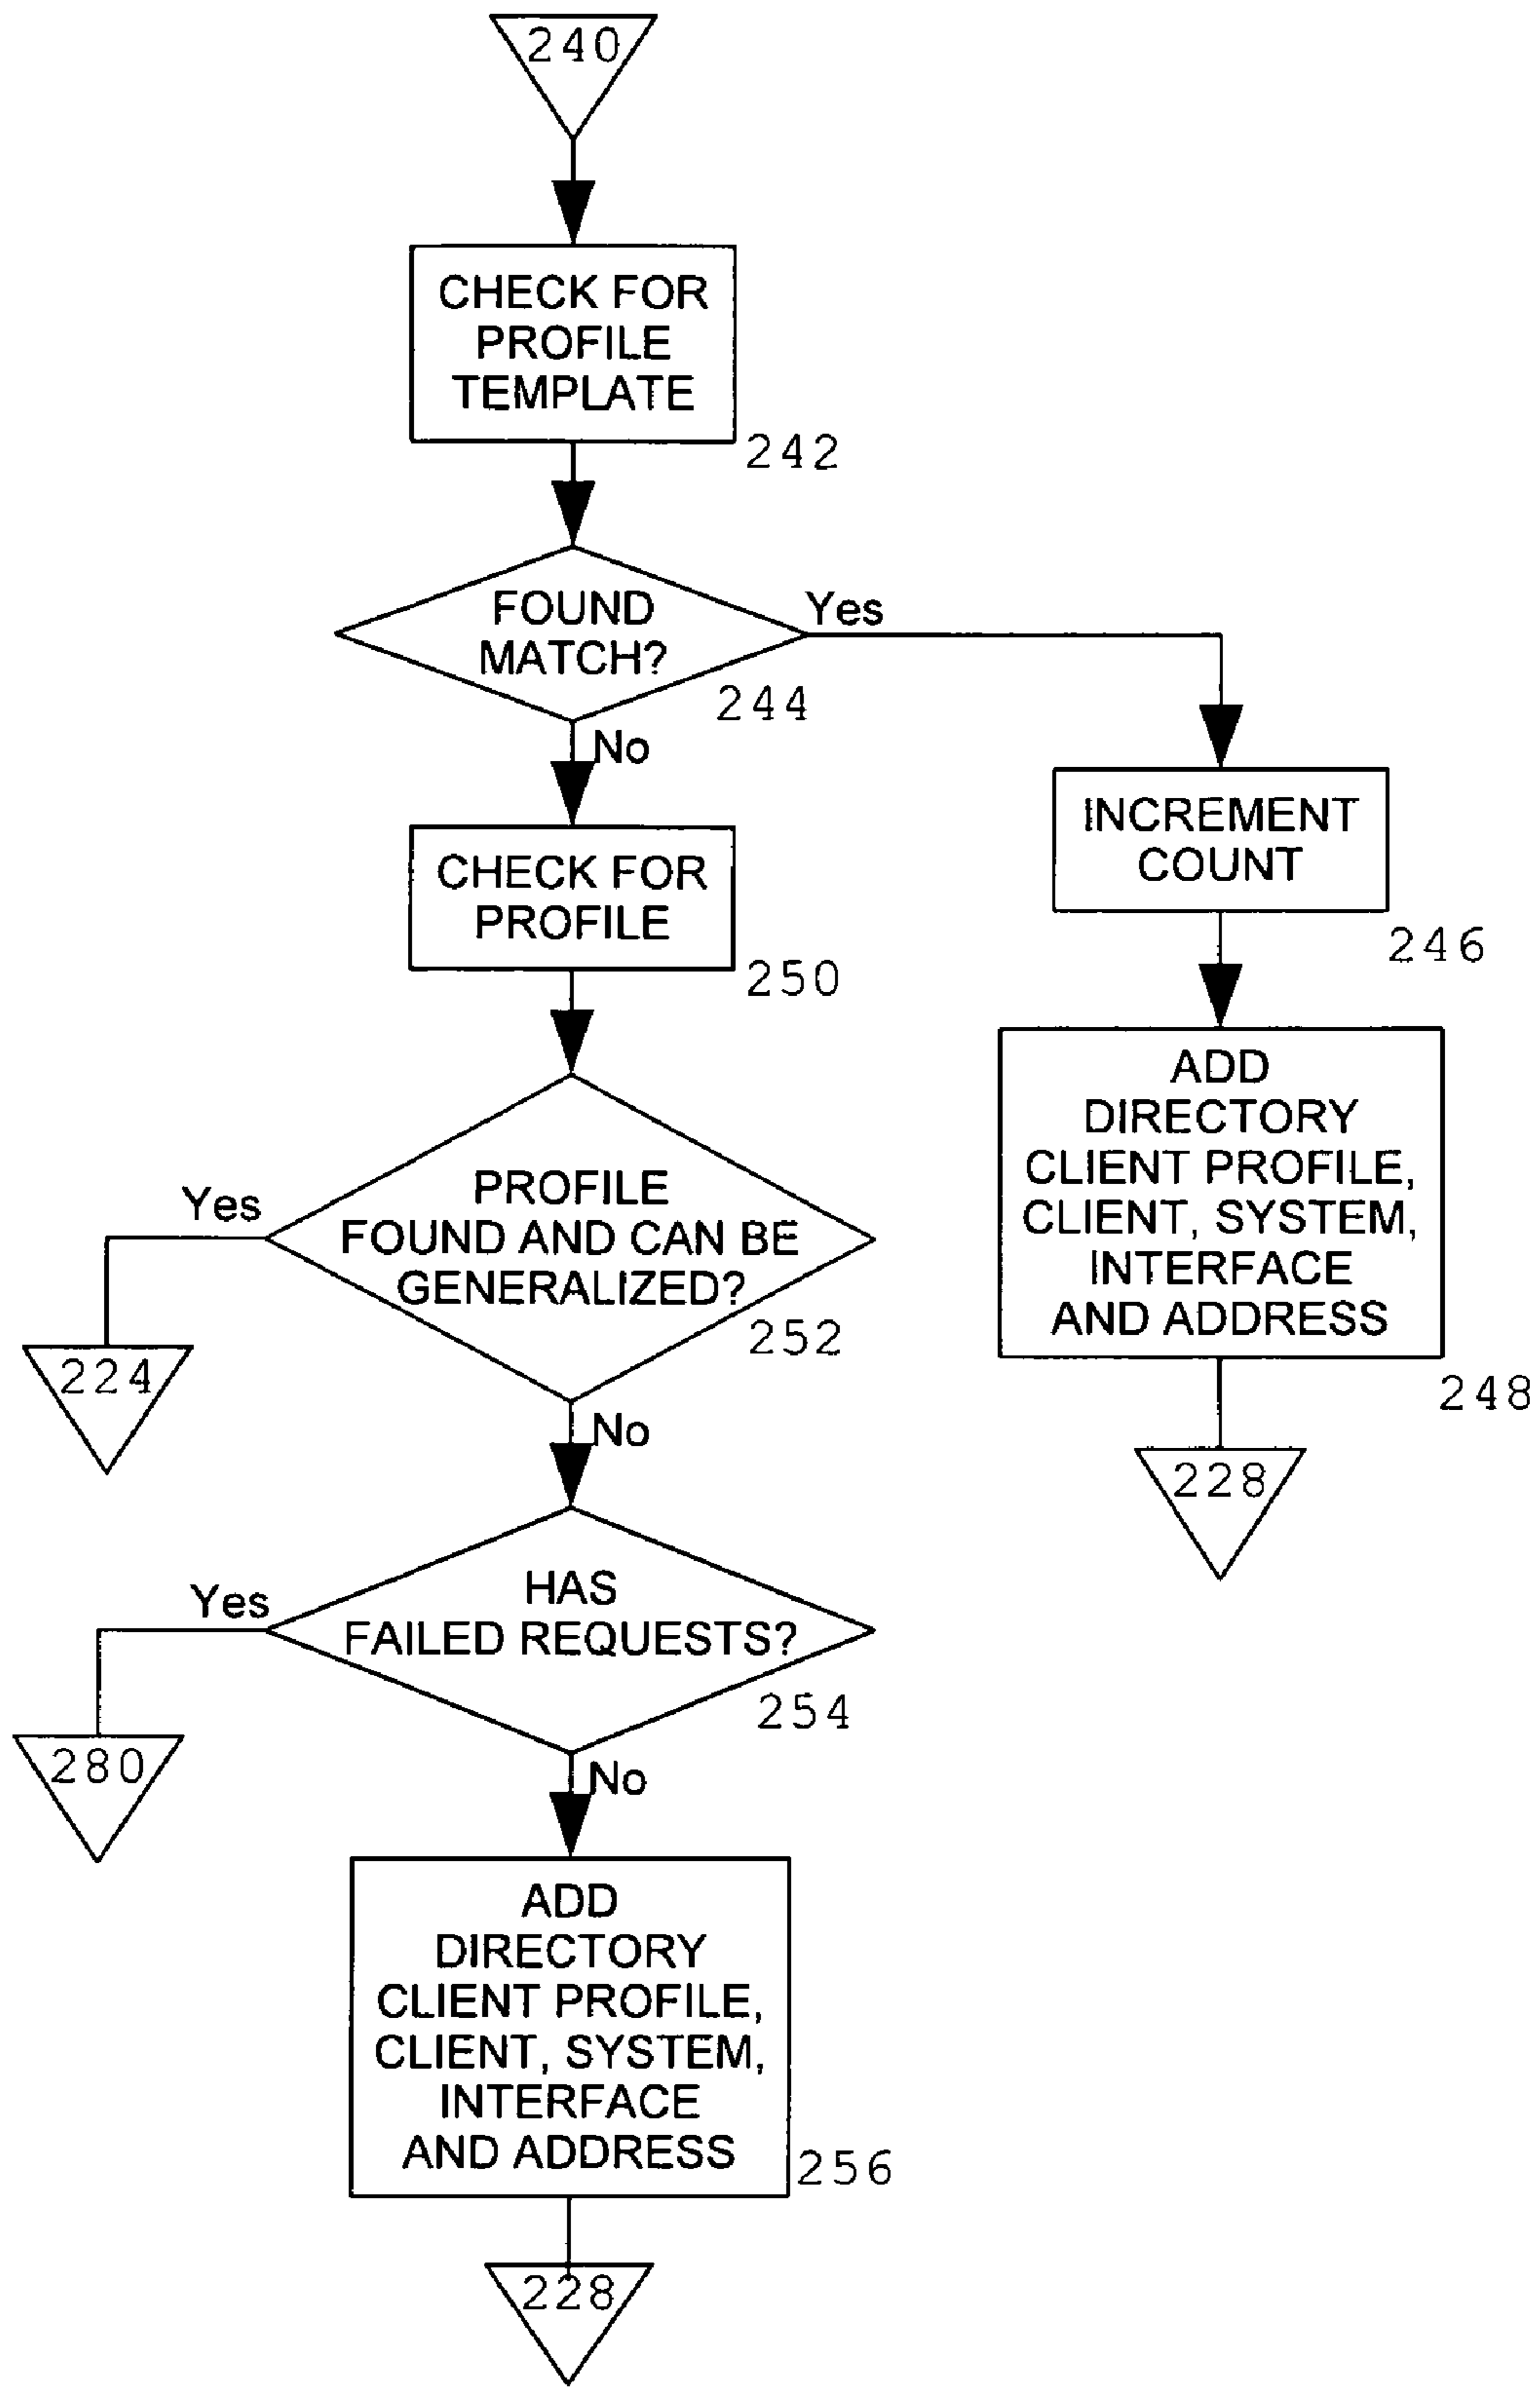 240
CHECK FOR
PROFILE
TEMPLATE
242
FOUND
MATCH?
Yes
244
No
INCREMENT
COUNT
246
CHECK FOR
PROFILE
250
ADD
DIRECTORY
CLIENT PROFILE,
CLIENT, SYSTEM,
INTERFACE
AND ADDRESS
248
228
PROFILE
FOUND AND CAN BE
GENERALIZED?
Yes
252
224
No
HAS
FAILED REQUESTS?
Yes
254
280
No
ADD
DIRECTORY
CLIENT PROFILE,
CLIENT, SYSTEM,
INTERFACE
AND ADDRESS
256
228